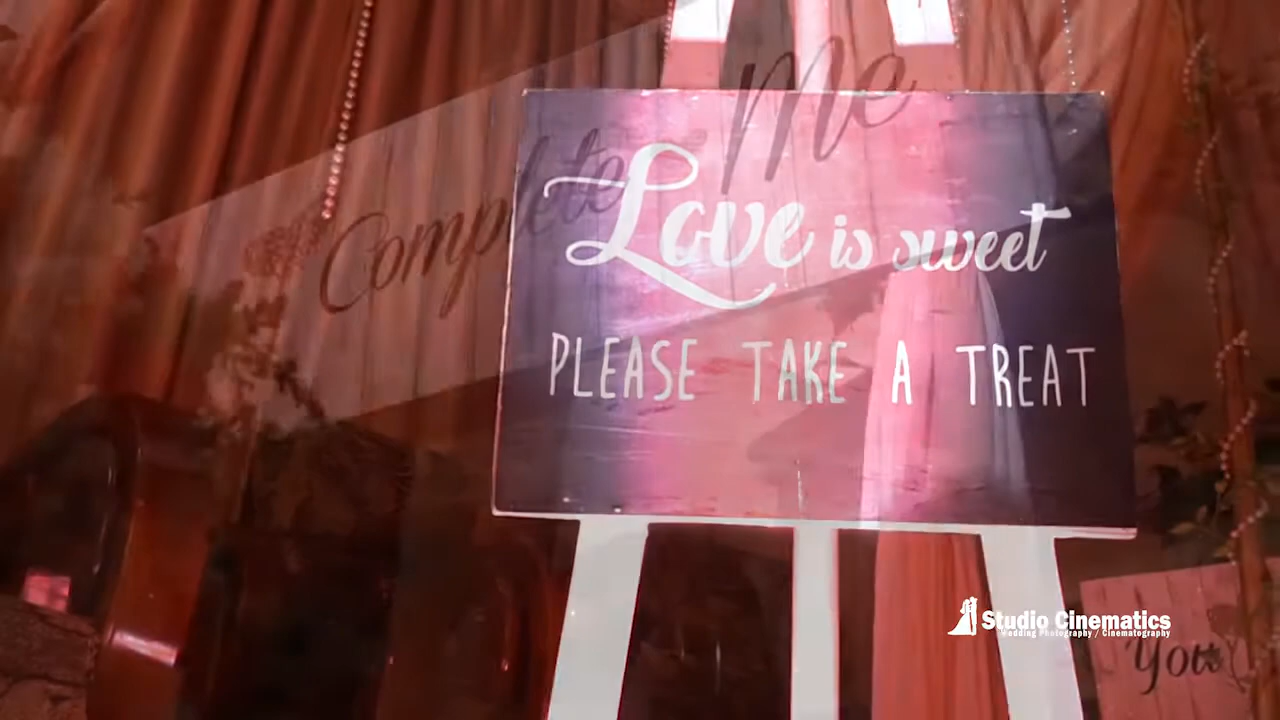 Complete Me
Love is sweet
PLEASE TAKE A TREAT
Studio Cinematics
Wedding Photography / Cinematography
You